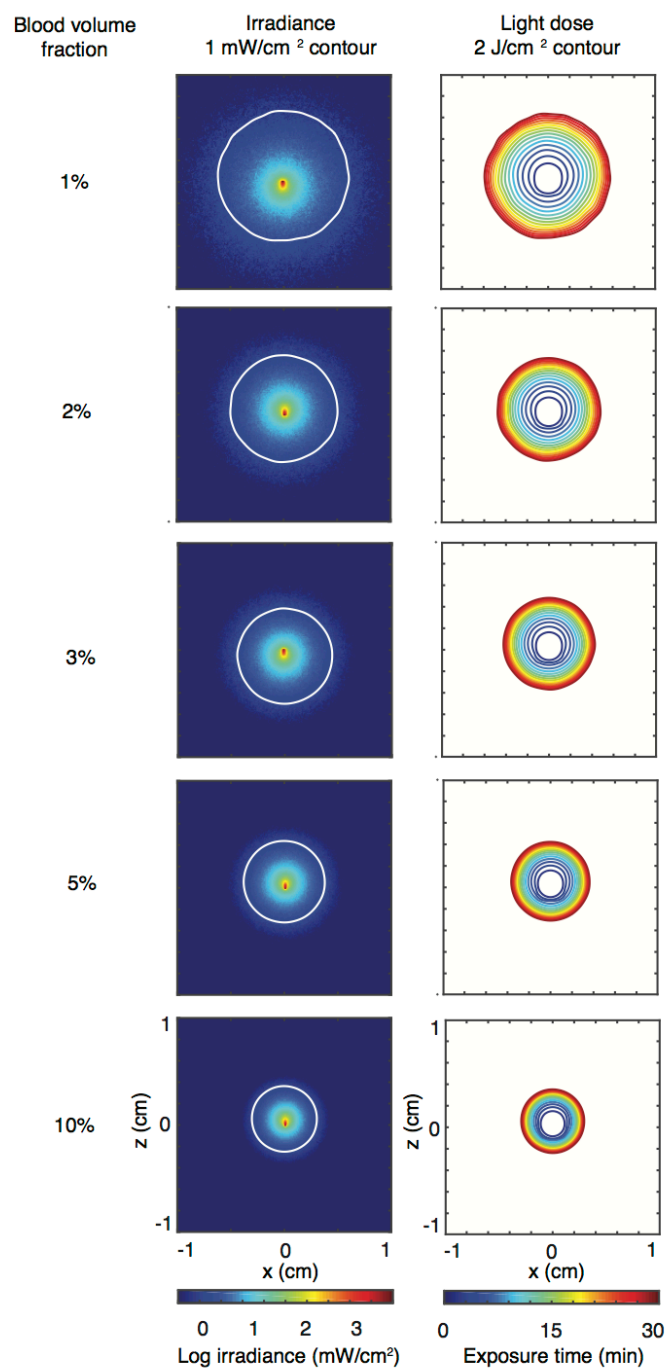 Blood volume
fraction
Irradiance
1 mW/cm ² contour
Light dose
2 J/cm ² contour
1%
2%
3%
5%
10%
1
z (cm)
0
-1
-1 0 1
x (cm)
1
z (cm)
0
-1
-1 0 1
x (cm)
0 1 2 3
Log irradiance (mW/cm²)
0 15 30
Exposure time (min)